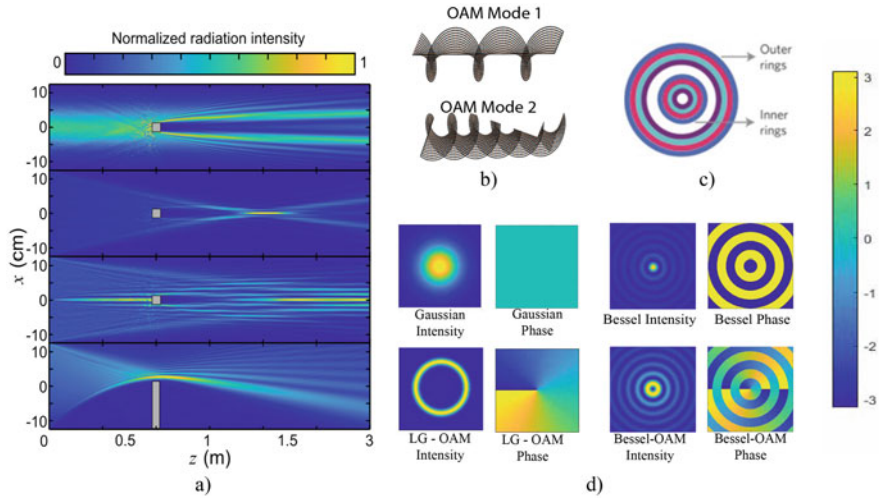 Normalized radiation intensity
0
1
10
0
-10
10
0
-10
10
0
-10
10
0
-10
x (cm)
0
0.5
1
1.5
3
z (m)
a)
OAM Mode 1
OAM Mode 2
b)
Outer
rings
Inner
rings
c)
Gaussian
Intensity
Gaussian
Phase
Bessel Intensity
Bessel Phase
LG - OAM
Intensity
LG - OAM
Phase
Bessel-OAM
Intensity
Bessel-OAM
Phase
d)
3
2
1
0
-1
-2
-3